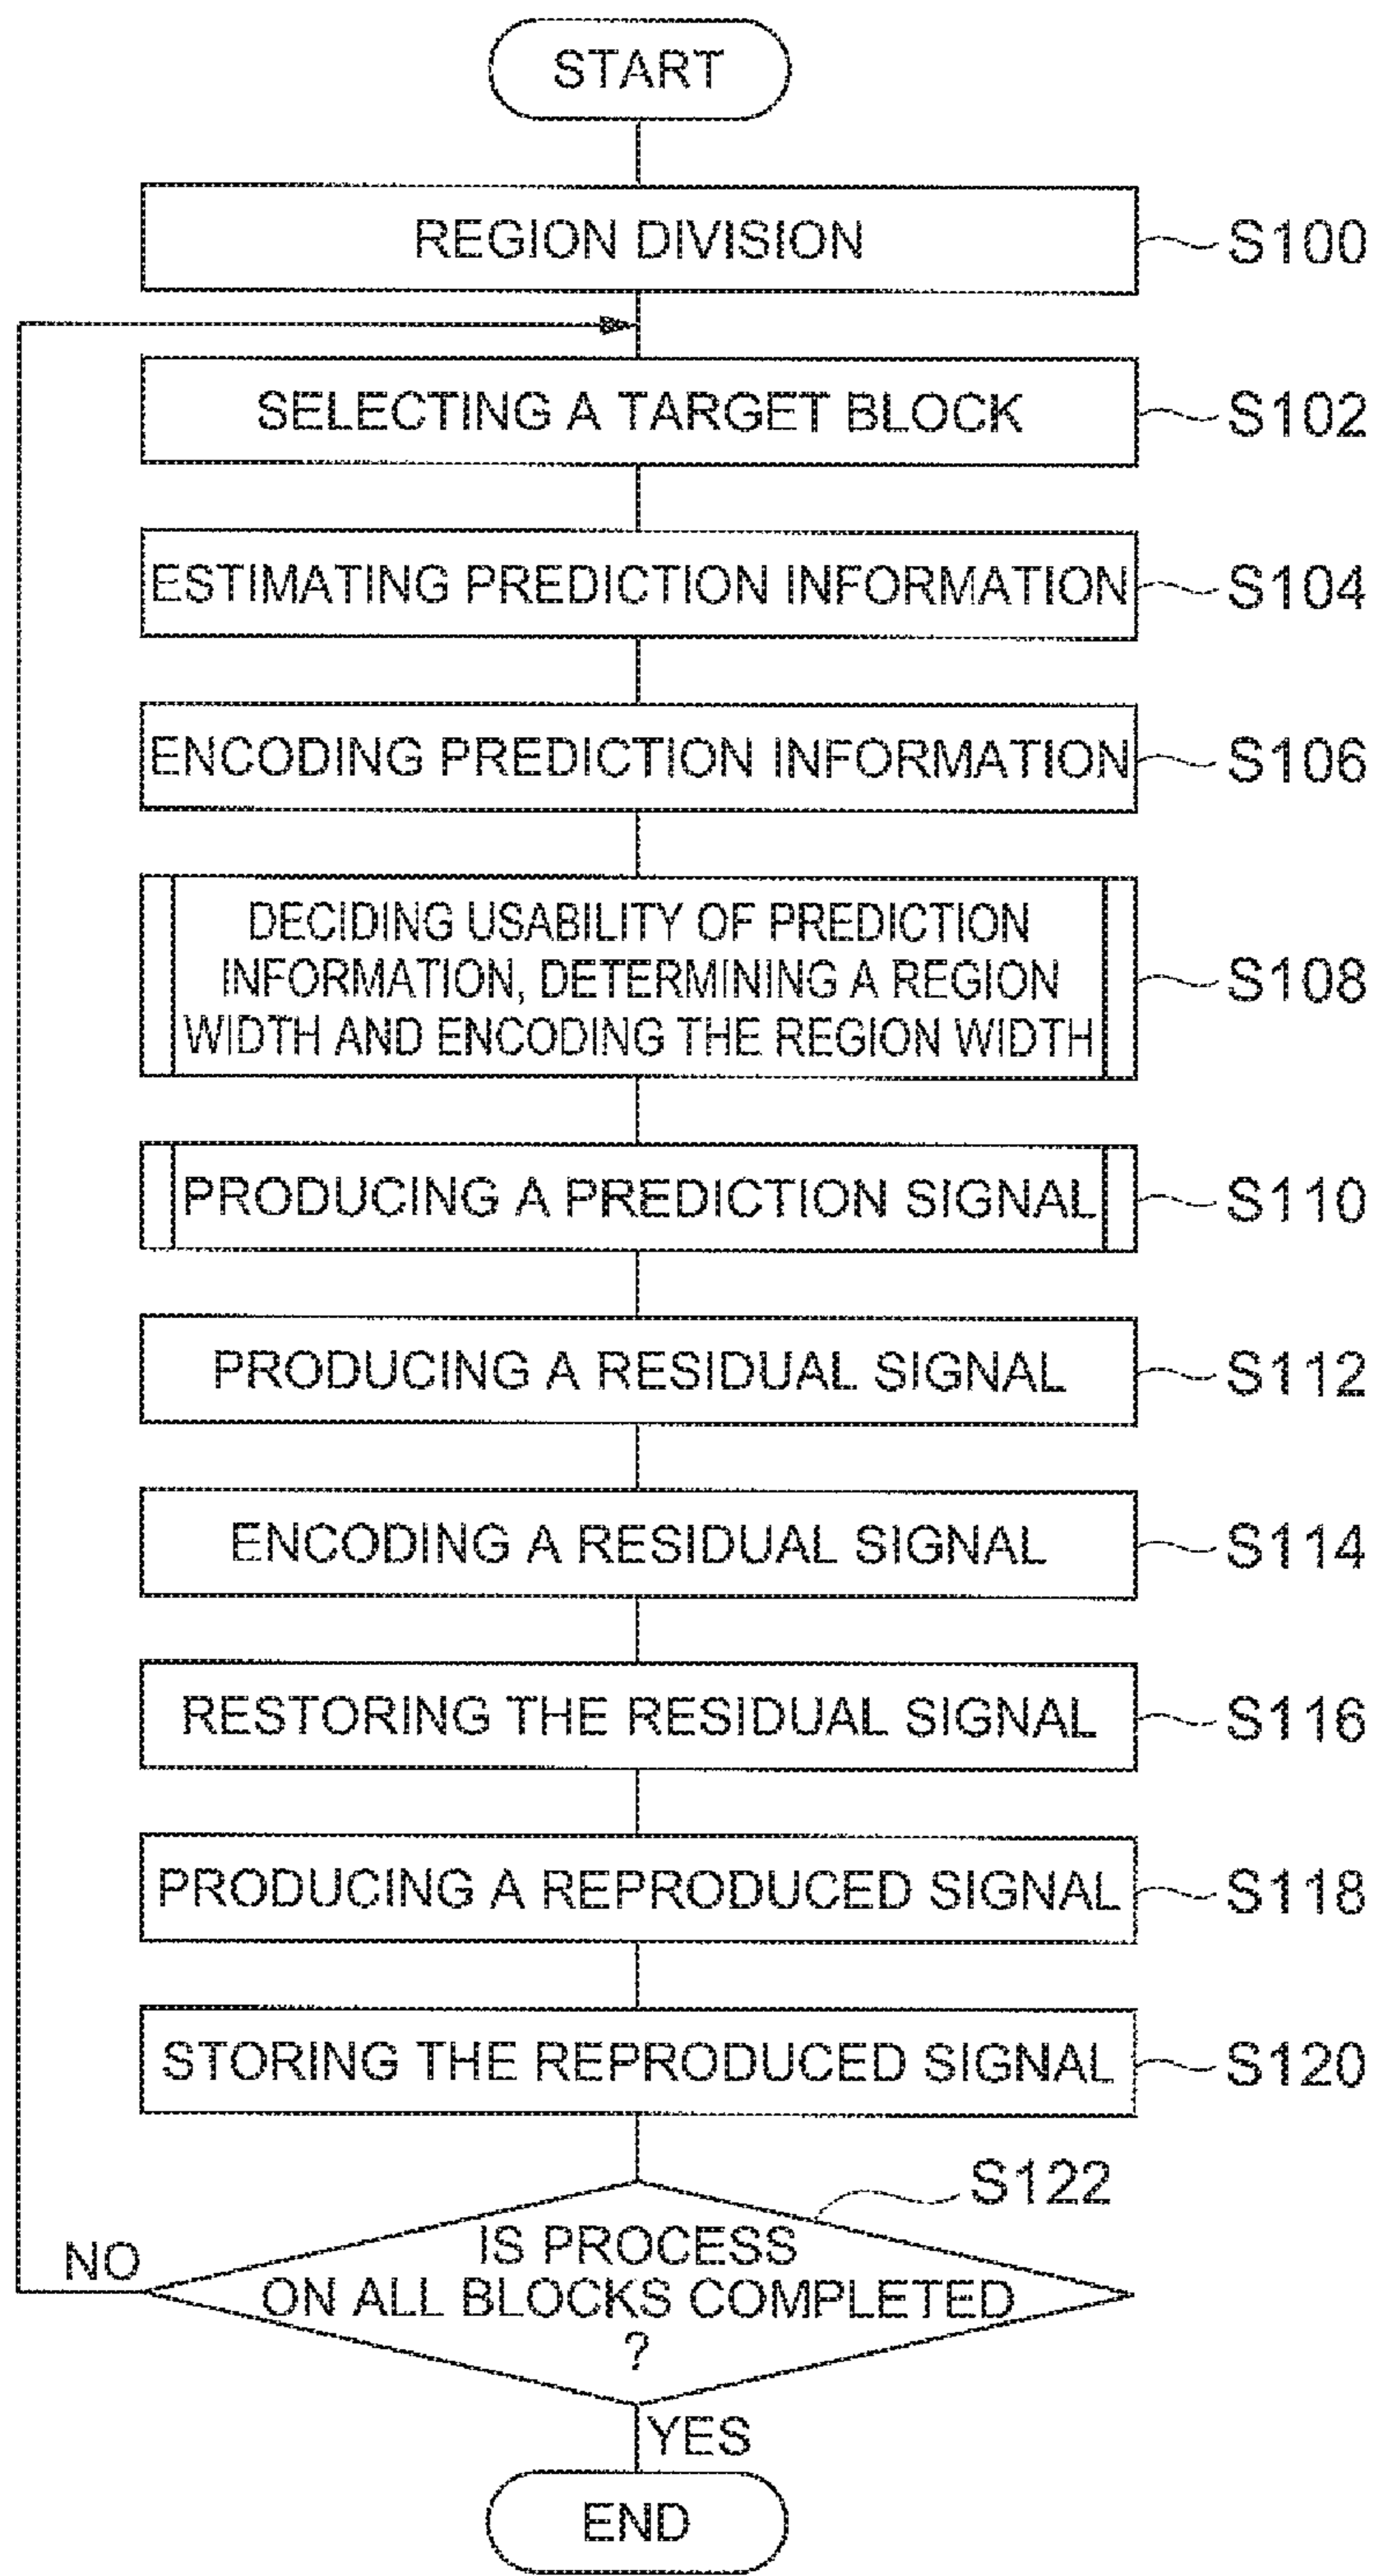 START
REGION DIVISION
S100
SELECTING A TARGET BLOCK
S102
ESTIMATING PREDICTION INFORMATION
S104
ENCODING PREDICTION INFORMATION
S106
DECIDING USABILITY OF PREDICTION
INFORMATION, DETERMINING A REGION
WIDTH AND ENCODING THE REGION WIDTH
S108
PRODUCING A PREDICTION SIGNAL
S110
PRODUCING A RESIDUAL SIGNAL
S112
ENCODING A RESIDUAL SIGNAL
S114
RESTORING THE RESIDUAL SIGNAL
S116
PRODUCING A REPRODUCED SIGNAL
S118
STORING THE REPRODUCED SIGNAL
S120
S122
IS PROCESS
ON ALL BLOCKS COMPLETED
?
NO
YES
END